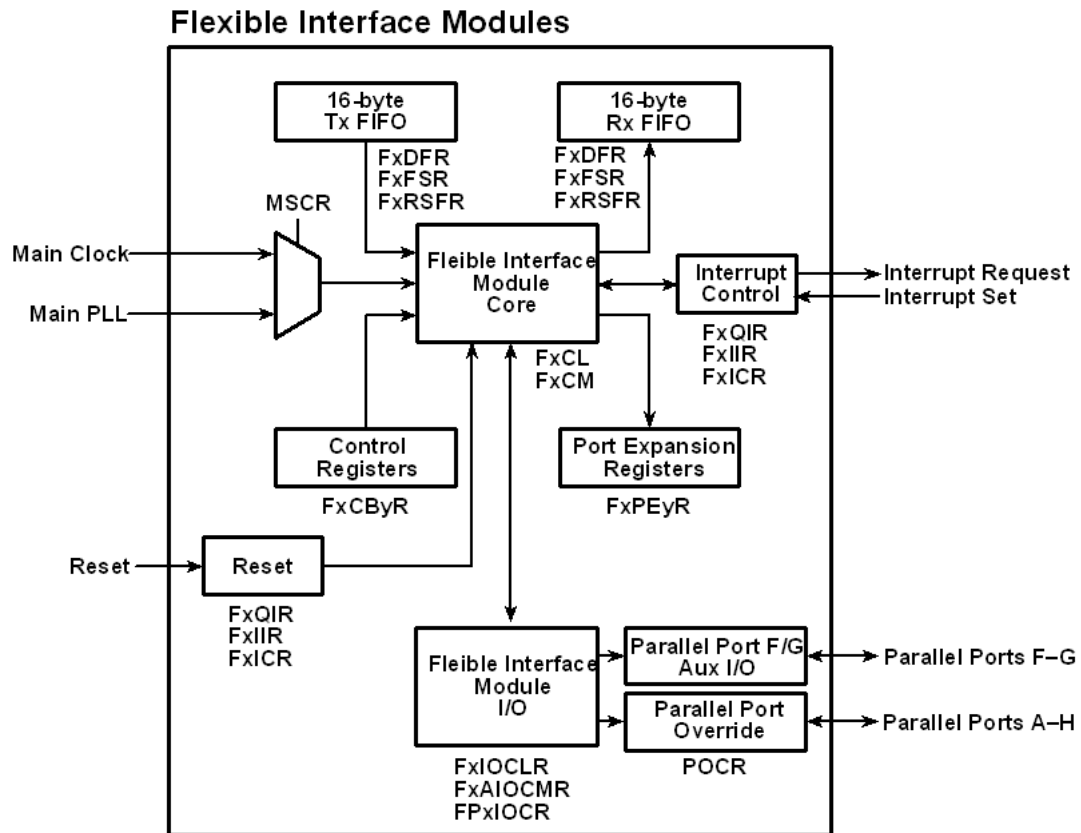 Flexible Interface Modules
16-byte
Tx FIFO
FxDFR
FxFSR
FxRSFR
16-byte
Rx FIFO
FxDFR
FxFSR
FxRSFR
MSCR
Main Clock
Main PLL
Fleible Interface
Module
Core
FxCL
FxCM
Interrupt
Control
FxQIR
FxIIR
FxICR
Interrupt Request
Interrupt Set
Control
Registers
FxCByR
Port Expansion
Registers
FxPEyR
Reset
Reset
FxQIR
FxIIR
FxICR
Fleible Interface
Module
I/O
FxIOCLR
FxAIOCMR
FPxIOCR
Parallel Port F/G
Aux I/O
Parallel Port
Override
POCR
Parallel Ports F–G
Parallel Ports A–H